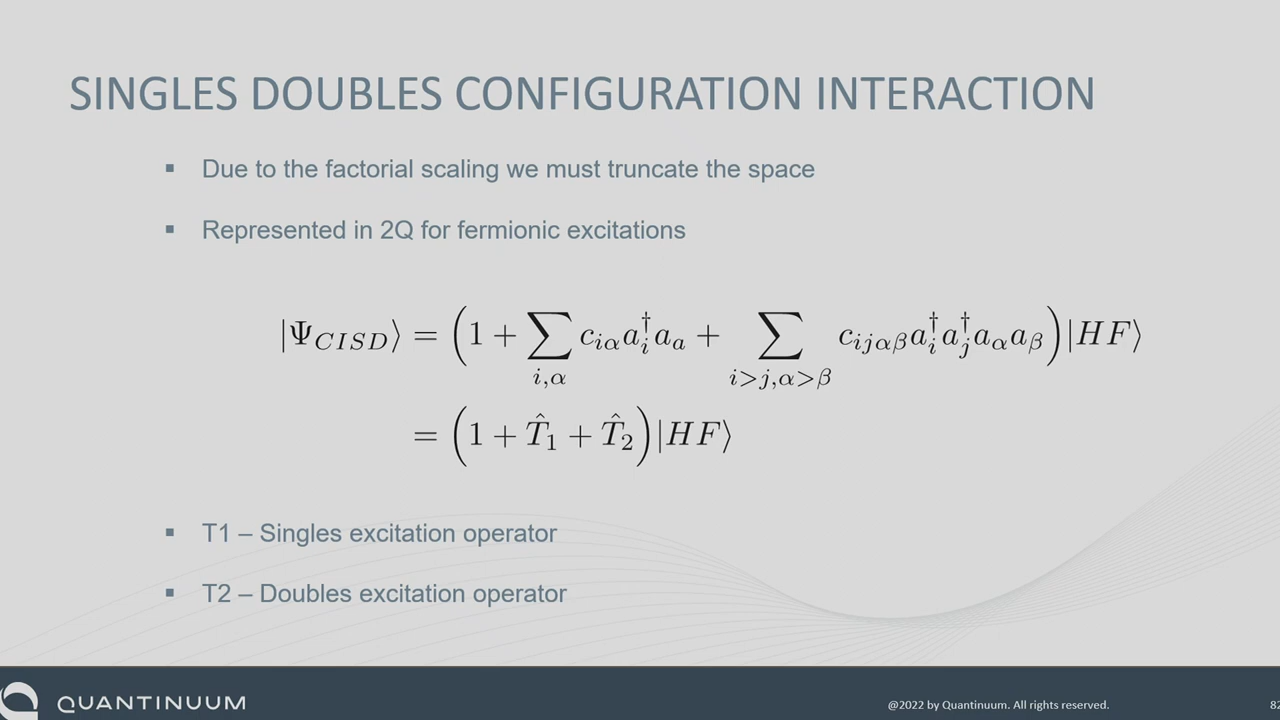 SINGLES DOUBLES CONFIGURATION INTERACTION
▪ Due to the factorial scaling we must truncate the space
▪ Represented in 2Q for fermionic excitations
|Ψ_{CISD}⟩ = (1 + ∑_{i,α} c_{iα} a_i^† a_a + ∑_{i>j,α>β} c_{ijαβ} a_i^† a_j^† a_α a_β)|HF⟩
= (1 + T̂_1 + T̂_2)|HF⟩
▪ T1 – Singles excitation operator
▪ T2 – Doubles excitation operator
QUANTINUUM
@2022 by Quantinuum. All rights reserved.
82